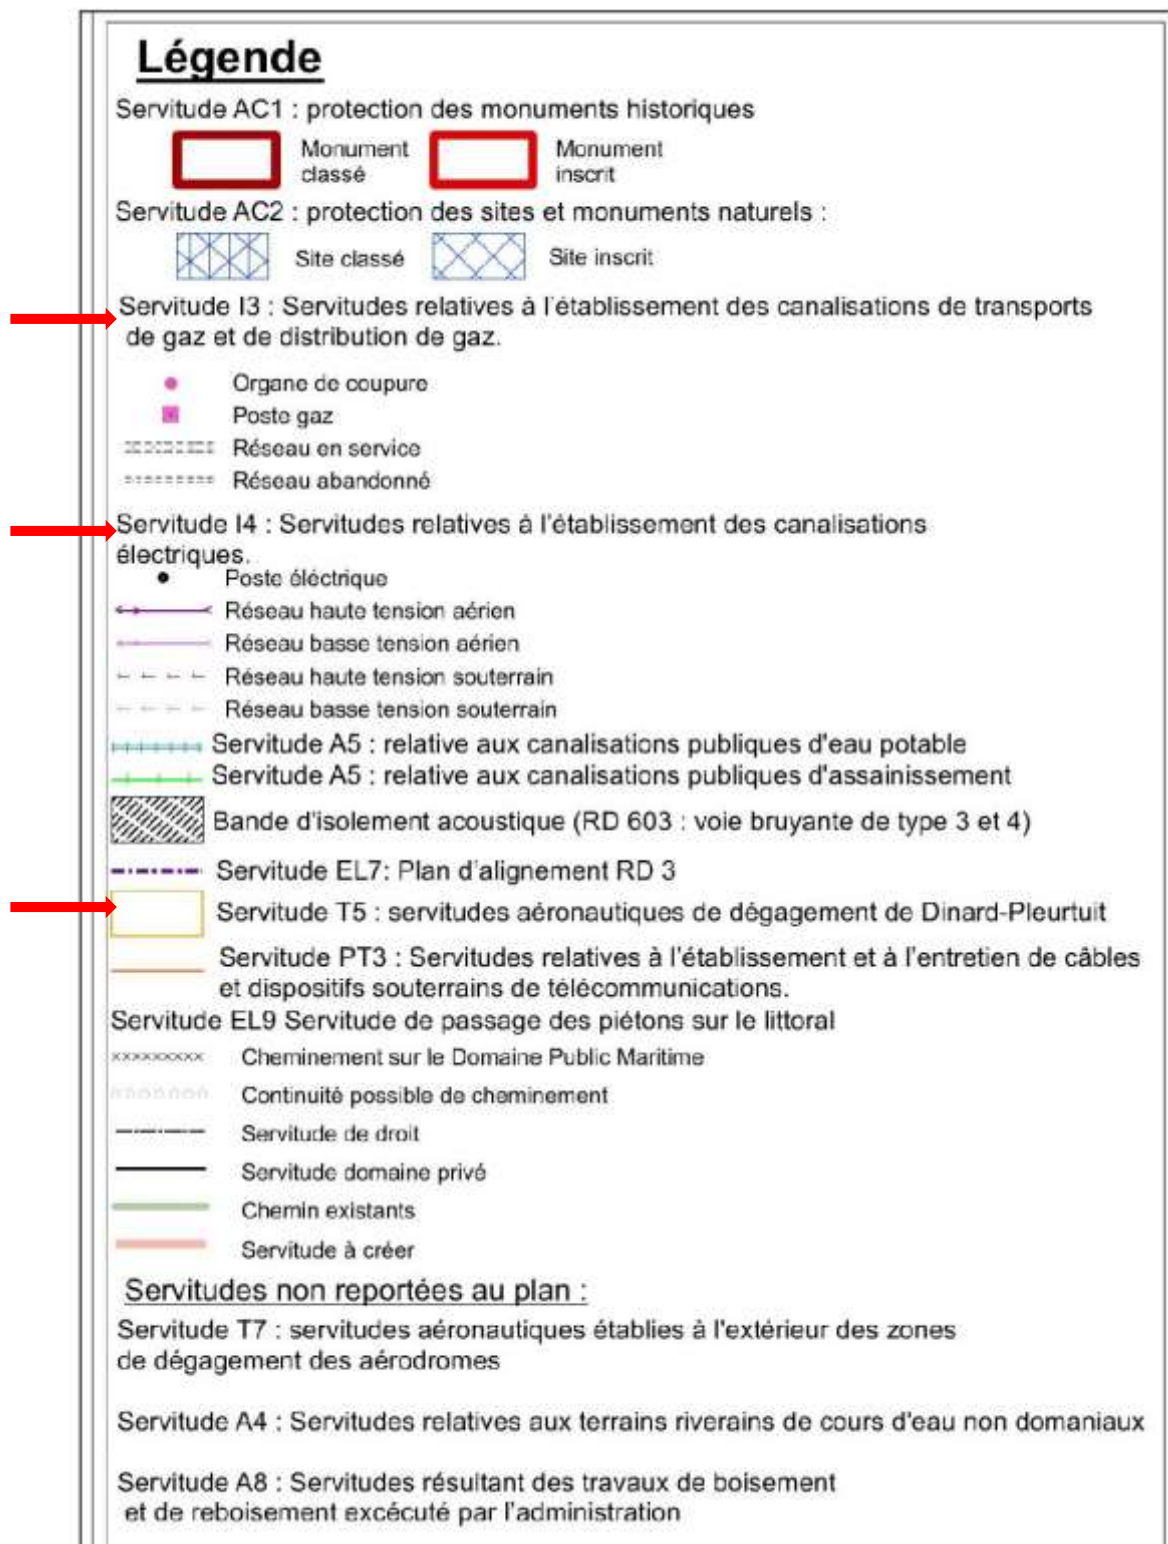 Légende
Servitude AC1 : protection des monuments historiques
Monument classé
Monument inscrit
Servitude AC2 : protection des sites et monuments naturels :
Site classé
Site inscrit
Servitude I3 : Servitudes relatives à l'établissement des canalisations de transports
de gaz et de distribution de gaz.
Organe de coupure
Poste gaz
Réseau en service
Réseau abandonné
Servitude I4 : Servitudes relatives à l'établissement des canalisations
électriques.
Poste éléctrique
Réseau haute tension aérien
Réseau basse tension aérien
Réseau haute tension souterrain
Réseau basse tension souterrain
Servitude A5 : relative aux canalisations publiques d'eau potable
Servitude A5 : relative aux canalisations publiques d'assainissement
Bande d'isolement acoustique (RD 603 : voie bruyante de type 3 et 4)
Servitude EL7: Plan d'alignement RD 3
Servitude T5 : servitudes aéronautiques de dégagement de Dinard-Pleurtuit
Servitude PT3 : Servitudes relatives à l'établissement et à l'entretien de câbles
et dispositifs souterrains de télécommunications.
Servitude EL9 Servitude de passage des piétons sur le littoral
Cheminement sur le Domaine Public Maritime
Continuité possible de cheminement
Servitude de droit
Servitude domaine privé
Chemin existants
Servitude à créer
Servitudes non reportées au plan :
Servitude T7 : servitudes aéronautiques établies à l'extérieur des zones
de dégagement des aérodromes
Servitude A4 : Servitudes relatives aux terrains riverains de cours d'eau non domaniaux
Servitude A8 : Servitudes résultant des travaux de boisement
et de reboisement excécuté par l'administration